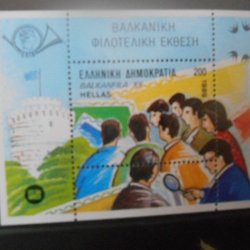 ΒΑΛΚΑΝΙΚΗ
ΦΙΛΟΤΕΛΙΚΗ ΕΚΘΕΣΗ
ΕΛΛΗΝΙΚΗ ΔΗΜΟΚΡΑΤΙΑ 200
BALKANFILA XII
HELLAS
1989